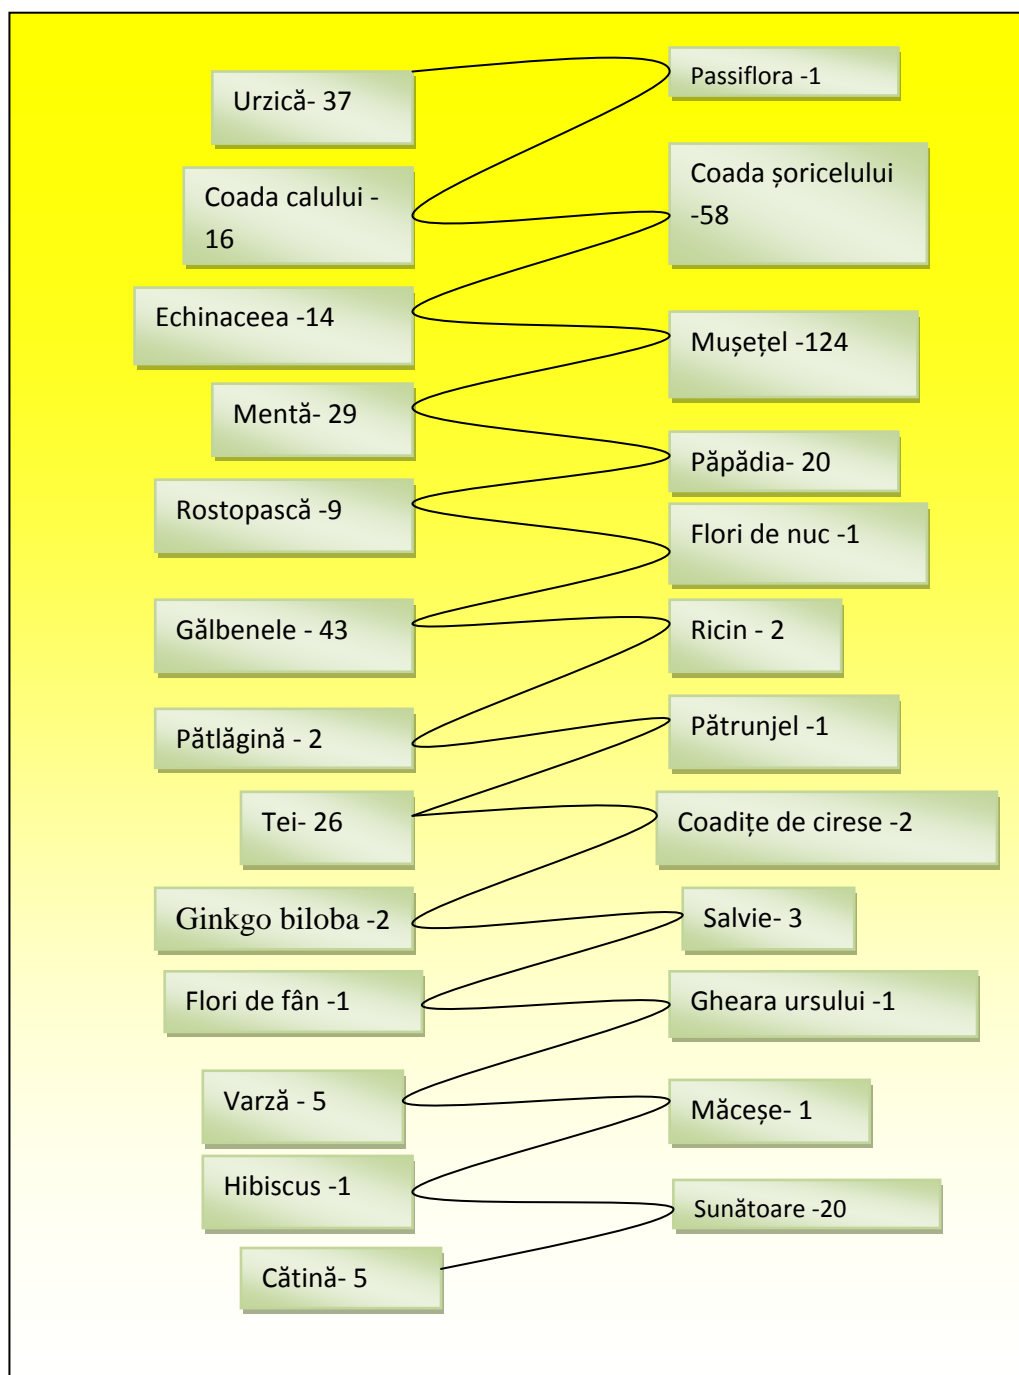 Urzică- 37
Passiflora -1
Coada calului -
16
Coada șoricelului
-58
Echinaceea -14
Mușețel -124
Mentă- 29
Păpădia- 20
Rostopască -9
Flori de nuc -1
Gălbenele - 43
Ricin - 2
Pătlăgină - 2
Pătrunjel -1
Tei- 26
Coadițe de cirese -2
Ginkgo biloba -2
Salvie- 3
Flori de fân -1
Gheara ursului -1
Varză - 5
Măceșe- 1
Hibiscus -1
Sunătoare -20
Cătină- 5